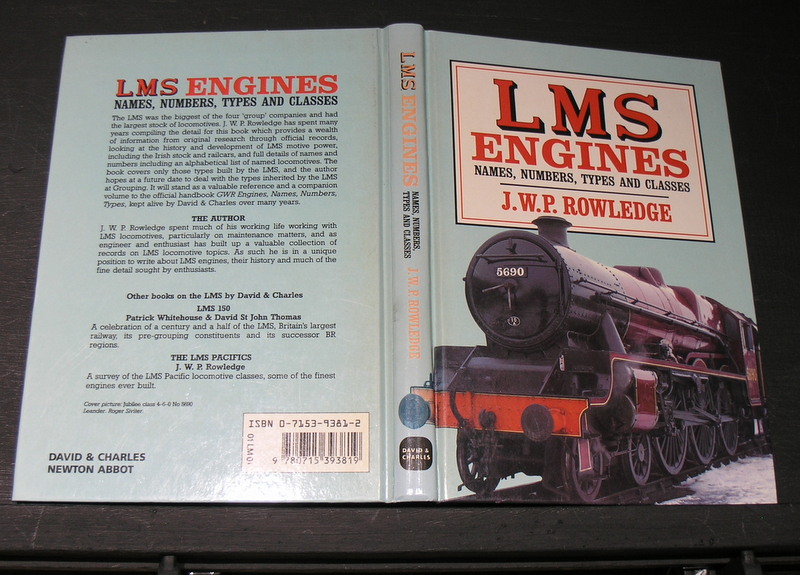 LMS ENGINES
NAMES, NUMBERS, TYPES AND CLASSES
The LMS was the biggest of the four 'group' companies and had
the largest stock of locomotives. J. W. P. Rowledge has spent many
years compiling the detail for this book which provides a wealth
of information from original research through official records,
looking at the history and development of LMS motive power,
including the Irish stock and railcars, and full details of names and
numbers including an alphabetical list of named locomotives. The
book covers only those types built by the LMS, and the author
hopes at a future date to deal with the types inherited by the LMS
at Grouping. It will stand as a valuable reference and a companion
volume to the official handbook GWR Engines, Names, Numbers,
Types, kept alive by David & Charles over many years.
THE AUTHOR
J. W. P. Rowledge spent much of his working life working with
LMS locomotives, particularly on maintenance matters, and as
engineer and enthusiast has built up a valuable collection of
records on LMS locomotive topics. As such he is in a unique
position to write about LMS engines, their history and much of the
fine detail sought by enthusiasts.
Other books on the LMS by David & Charles
LMS 150
Patrick Whitehouse & David St John Thomas
A celebration of a century and a half of the LMS, Britain's largest
railway, its pre-grouping constituents and its successor BR
regions.
THE LMS PACIFICS
J. W. P. Rowledge
A survey of the LMS Pacific locomotive classes, some of the finest
engines ever built.
Cover picture: Jubilee class 4-6-0 No 5690
Leander. Roger Siviter
ISBN 0-7153-9381-2
9 780715 393819
DAVID & CHARLES
NEWTON ABBOT
LMS ENGINES
NAMES, NUMBERS,
TYPES AND CLASSES
J.W.P. ROWLEDGE
DAVID &
CHARLES
LMS
ENGINES
NAMES, NUMBERS, TYPES AND CLASSES
J.W.P. ROWLEDGE
5690